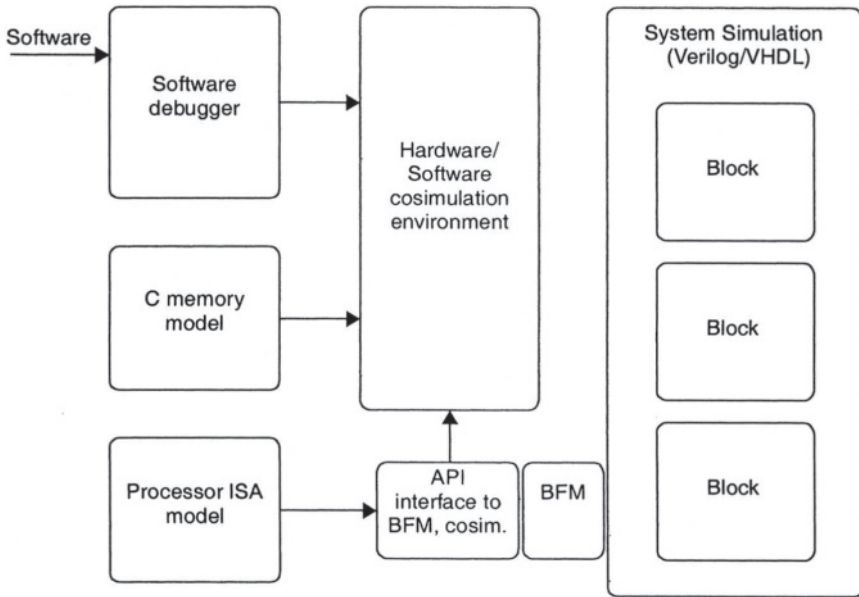 Software
Software
debugger
Hardware/
Software
cosimulation
environment
C memory
model
Processor ISA
model
API
interface to
BFM, cosim.
BFM
System Simulation
(Verilog/VHDL)
Block
Block
Block